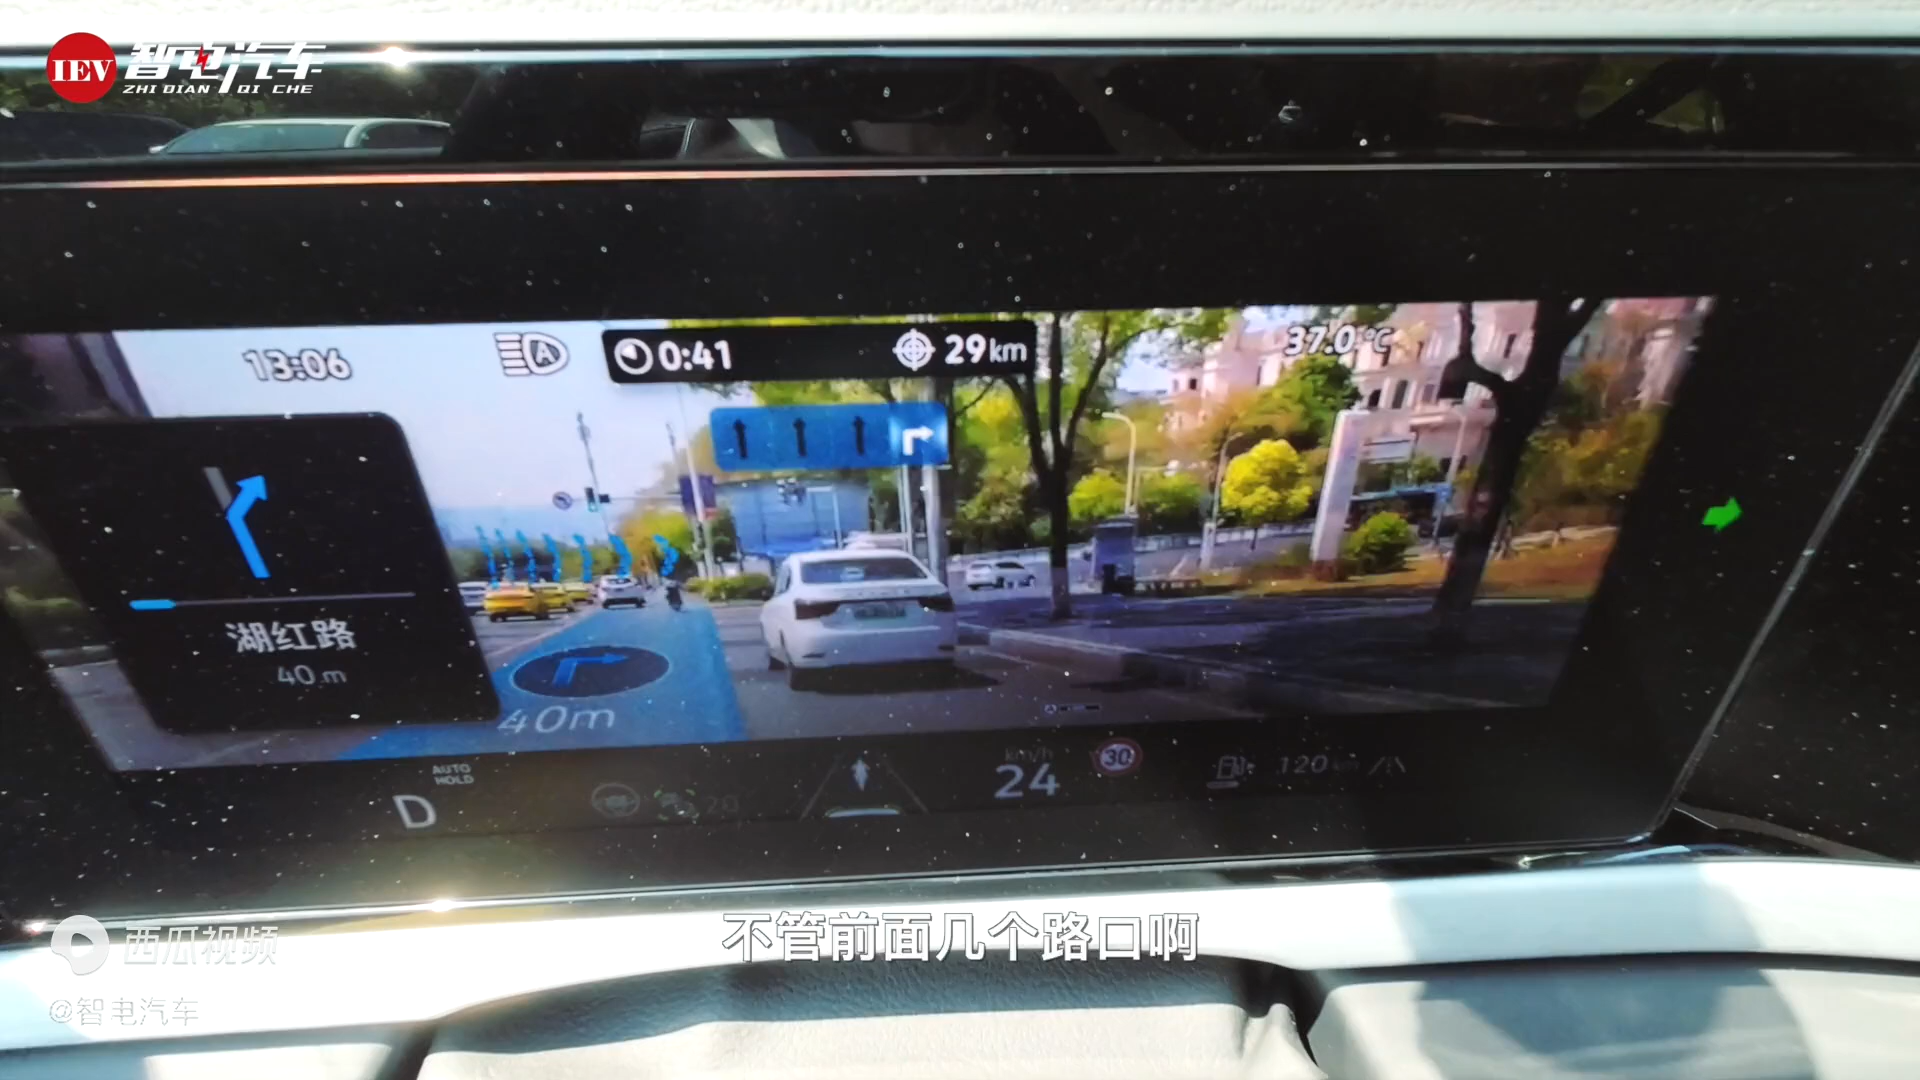 IEV 智电汽车
ZHI DIAN QI CHE
13:06
0:41
29km
37.0°C
湖红路
40 m
40m
AUTO
HOLD
D
km/h
24
30
120 km
不管前面几个路口啊
西瓜视频
@智电汽车